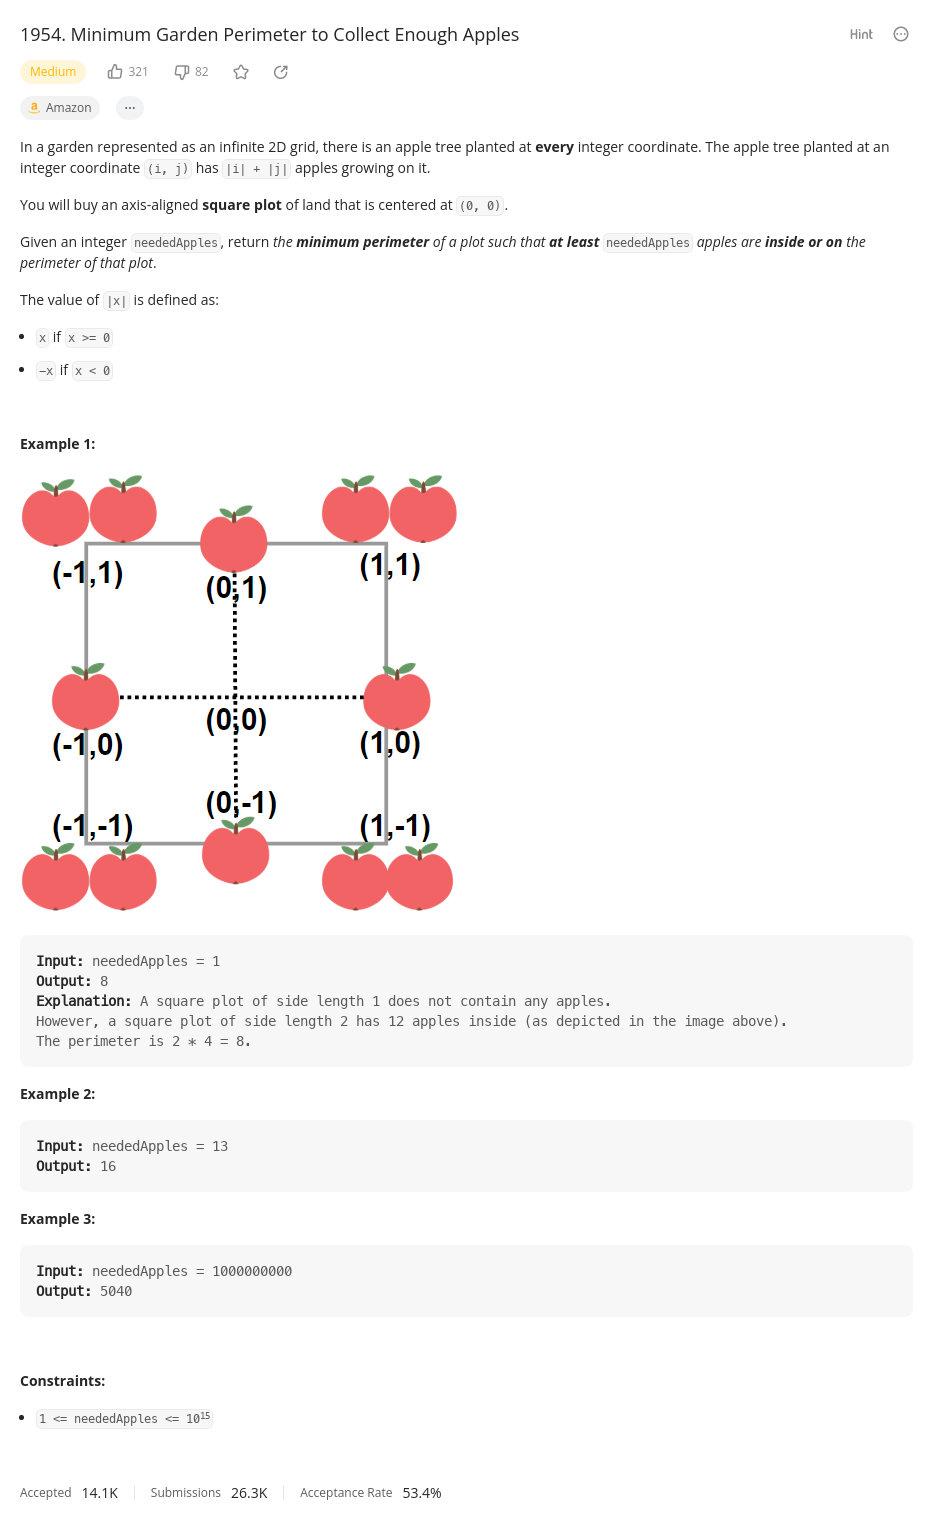 1954. Minimum Garden Perimeter to Collect Enough Apples
Hint
Medium 321 82
Amazon ...
In a garden represented as an infinite 2D grid, there is an apple tree planted at every integer coordinate. The apple tree planted at an
integer coordinate (i, j) has |i| + |j| apples growing on it.
You will buy an axis-aligned square plot of land that is centered at (0, 0).
Given an integer neededApples, return the minimum perimeter of a plot such that at least neededApples apples are inside or on the
perimeter of that plot.
The value of |x| is defined as:
• x if x >= 0
• -x if x < 0
Example 1:
(-1,1) (0,1) (1,1)
(-1,0) (0,0) (1,0)
(-1,-1) (0,-1) (1,-1)
Input: neededApples = 1
Output: 8
Explanation: A square plot of side length 1 does not contain any apples.
However, a square plot of side length 2 has 12 apples inside (as depicted in the image above).
The perimeter is 2 * 4 = 8.
Example 2:
Input: neededApples = 13
Output: 16
Example 3:
Input: neededApples = 1000000000
Output: 5040
Constraints:
• 1 <= neededApples <= 10¹⁵
Accepted 14.1K Submissions 26.3K Acceptance Rate 53.4%